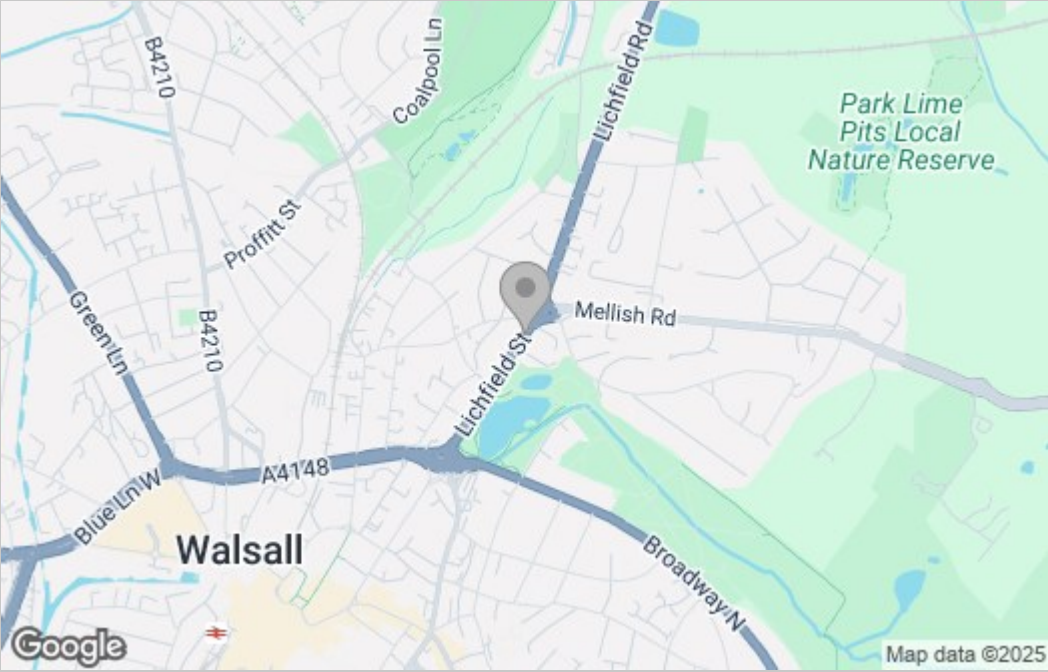 B4210
Coalpool Ln
Lichfield Rd
Park Lime
Pits Local
Nature Reserve
Proffitt St
Green Ln
B4210
Mellish Rd
Lichfield St
A4148
Blue Ln W
Walsall
Broadway N
Google
Map data ©2025